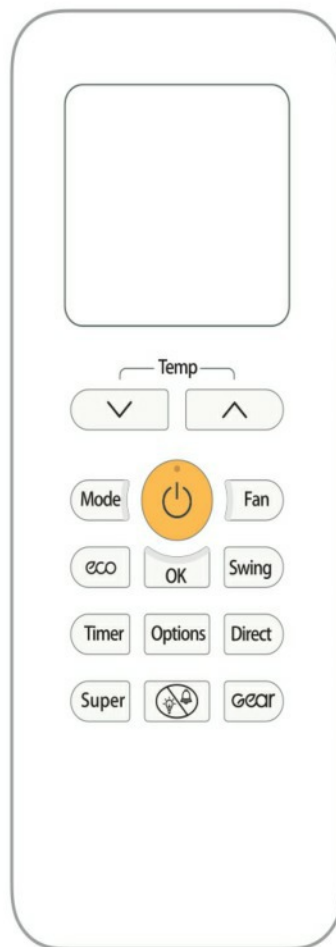 Temp
Mode Fan
eco OK Swing
Timer Options Direct
Super Gear